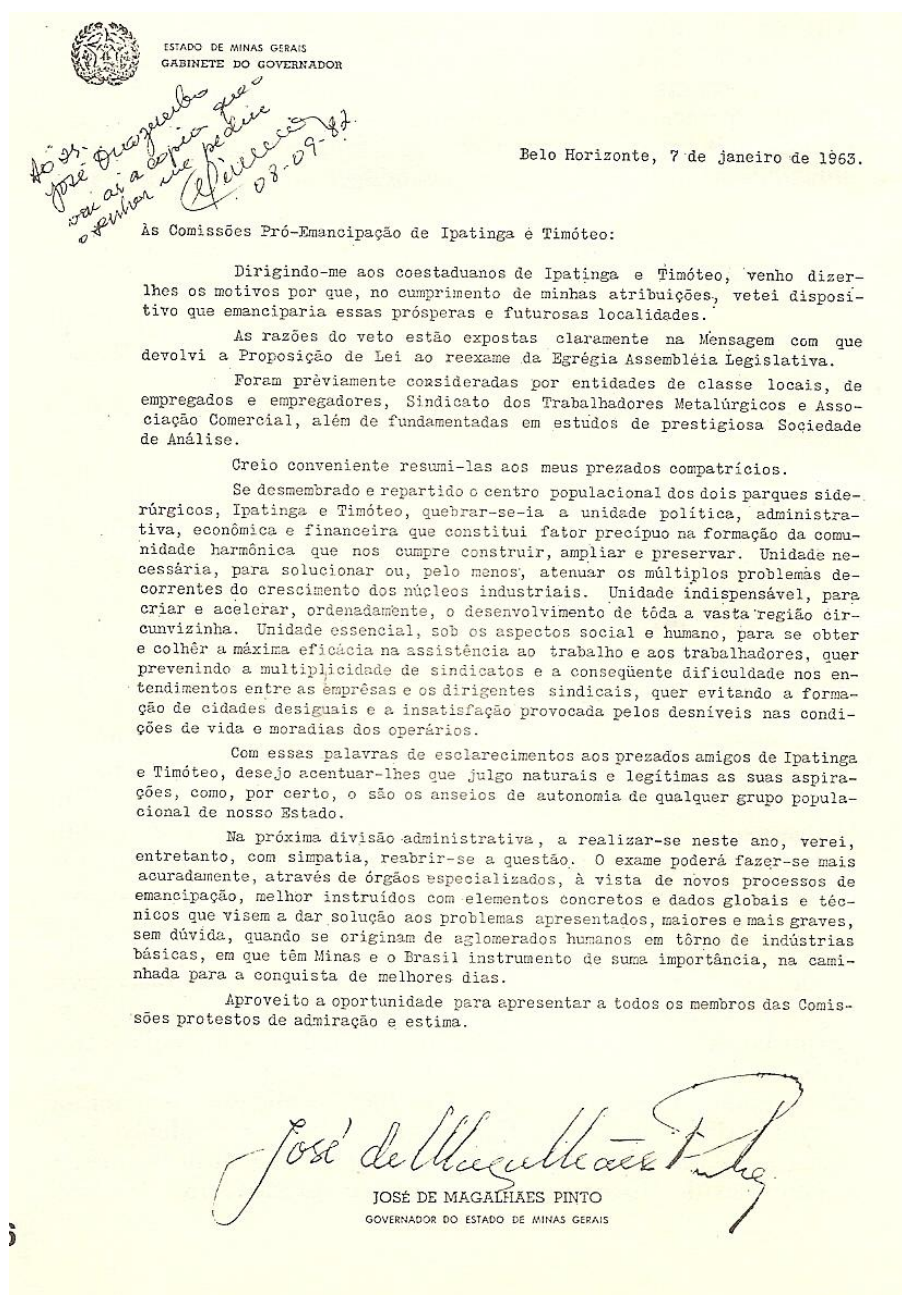 ESTADO DE MINAS GERAIS
GABINETE DO GOVERNADOR
Ao sr.
José
vai aí a copia que
o senhor me pediu
08-09-82.
Belo Horizonte, 7 de janeiro de 1963.
Às Comissões Pró-Emancipação de Ipatinga e Timóteo:
Dirigindo-me aos coestaduanos de Ipatinga e Timóteo, venho dizer-
lhes os motivos por que, no cumprimento de minhas atribuições, vetei disposi-
tivo que emanciparia essas prósperas e futurosas localidades.
As razões do veto estão expostas claramente na Mensagem com que
devolvi a Proposição de Lei ao reexame da Egrégia Assembléia Legislativa.
Foram prèviamente consideradas por entidades de classe locais, de
empregados e empregadores, Sindicato dos Trabalhadores Metalúrgicos e Asso-
ciação Comercial, além de fundamentadas em estudos de prestigiosa Sociedade
de Análise.
Creio conveniente resumi-las aos meus prezados compatrícios.
Se desmembrado e repartido o centro populacional dos dois parques side-
rúrgicos, Ipatinga e Timóteo, quebrar-se-ia a unidade política, administra-
tiva, econômica e financeira que constitui fator precípuo na formação da comu-
nidade harmônica que nos cumpre construir, ampliar e preservar. Unidade ne-
cessária, para solucionar ou, pelo menos, atenuar os múltiplos problemas de-
correntes do crescimento dos núcleos industriais. Unidade indispensável, para
criar e acelerar, ordenadamente, o desenvolvimento de tôda a vasta região cir-
cunvizinha. Unidade essencial, sob os aspectos social e humano, para se obter
e colhêr a máxima eficácia na assistência ao trabalho e aos trabalhadores, quer
prevenindo a multiplicidade de sindicatos e a conseqüente dificuldade nos en-
tendimentos entre as emprêsas e os dirigentes sindicais, quer evitando a forma-
ção de cidades desiguais e a insatisfação provocada pelos desníveis nas condi-
ções de vida e moradias dos operários.
Com essas palavras de esclarecimentos aos prezados amigos de Ipatinga
e Timóteo, desejo acentuar-lhes que julgo naturais e legítimas as suas aspira-
ções, como, por certo, o são os anseios de autonomia de qualquer grupo popula-
cional de nosso Estado.
Na próxima divisão administrativa, a realizar-se neste ano, verei,
entretanto, com simpatia, reabrir-se a questão. O exame poderá fazer-se mais
acuradamente, através de órgãos especializados, à vista de novos processos de
emancipação, melhor instruídos com elementos concretos e dados globais e téc-
nicos que visem a dar solução aos problemas apresentados, maiores e mais graves,
sem dúvida, quando se originam de aglomerados humanos em tôrno de indústrias
básicas, em que têm Minas e o Brasil instrumento de suma importância, na cami-
nhada para a conquista de melhores dias.
Aproveito a oportunidade para apresentar a todos os membros das Comis-
sões protestos de admiração e estima.
José de Magalhães Pinto
JOSÉ DE MAGALHÃES PINTO
GOVERNADOR DO ESTADO DE MINAS GERAIS